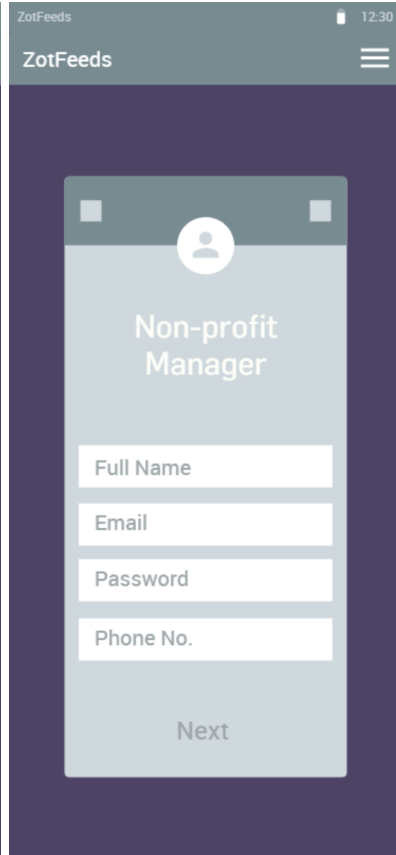 ZotFeeds 12:30
ZotFeeds
Non-profit
Manager
Full Name
Email
Password
Phone No.
Next